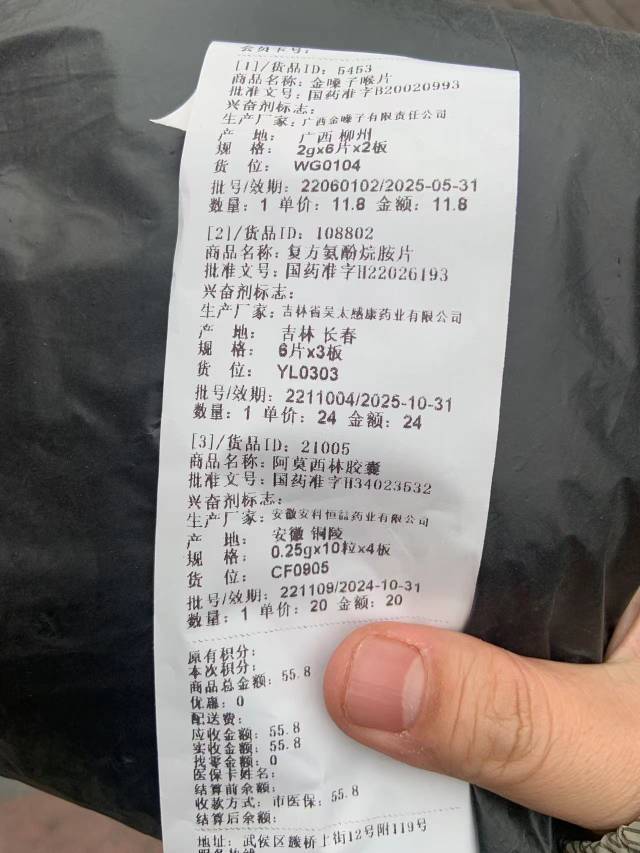 会员卡号:
[1]/货品ID: 5453
商品名称: 金嗓子喉片
批准文号: 国药准字B20020993
兴奋剂标志:
生产厂家: 广西金嗓子有限责任公司
产 地: 广西 柳州
规 格: 2gx6片x2板
货 位: WG0104
批号/效期: 22060102/2025-05-31
数量: 1 单价: 11.8 金额: 11.8
[2]/货品ID: 108802
商品名称: 复方氨酚烷胺片
批准文号: 国药准字H22026193
兴奋剂标志:
生产厂家: 吉林省吴太感康药业有限公司
产 地: 吉林 长春
规 格: 6片x3板
货 位: YL0303
批号/效期: 2211004/2025-10-31
数量: 1 单价: 24 金额: 24
[3]/货品ID: 21005
商品名称: 阿莫西林胶囊
批准文号: 国药准字H34023532
兴奋剂标志:
生产厂家: 安徽安科恒益药业有限公司
产 地: 安徽 铜陵
规 格: 0.25gx10粒x4板
货 位: CF0905
批号/效期: 221109/2024-10-31
数量: 1 单价: 20 金额: 20
原有积分:
本次积分:
商品总金额: 55.8
优惠: 0
配送费:
应收金额: 55.8
实收金额: 55.8
找零金额: 0
医保卡姓名:
结算前余额:
收款方式: 市医保: 55.8
结算后余额:
地址: 武侯区簇桥上街12号附119号